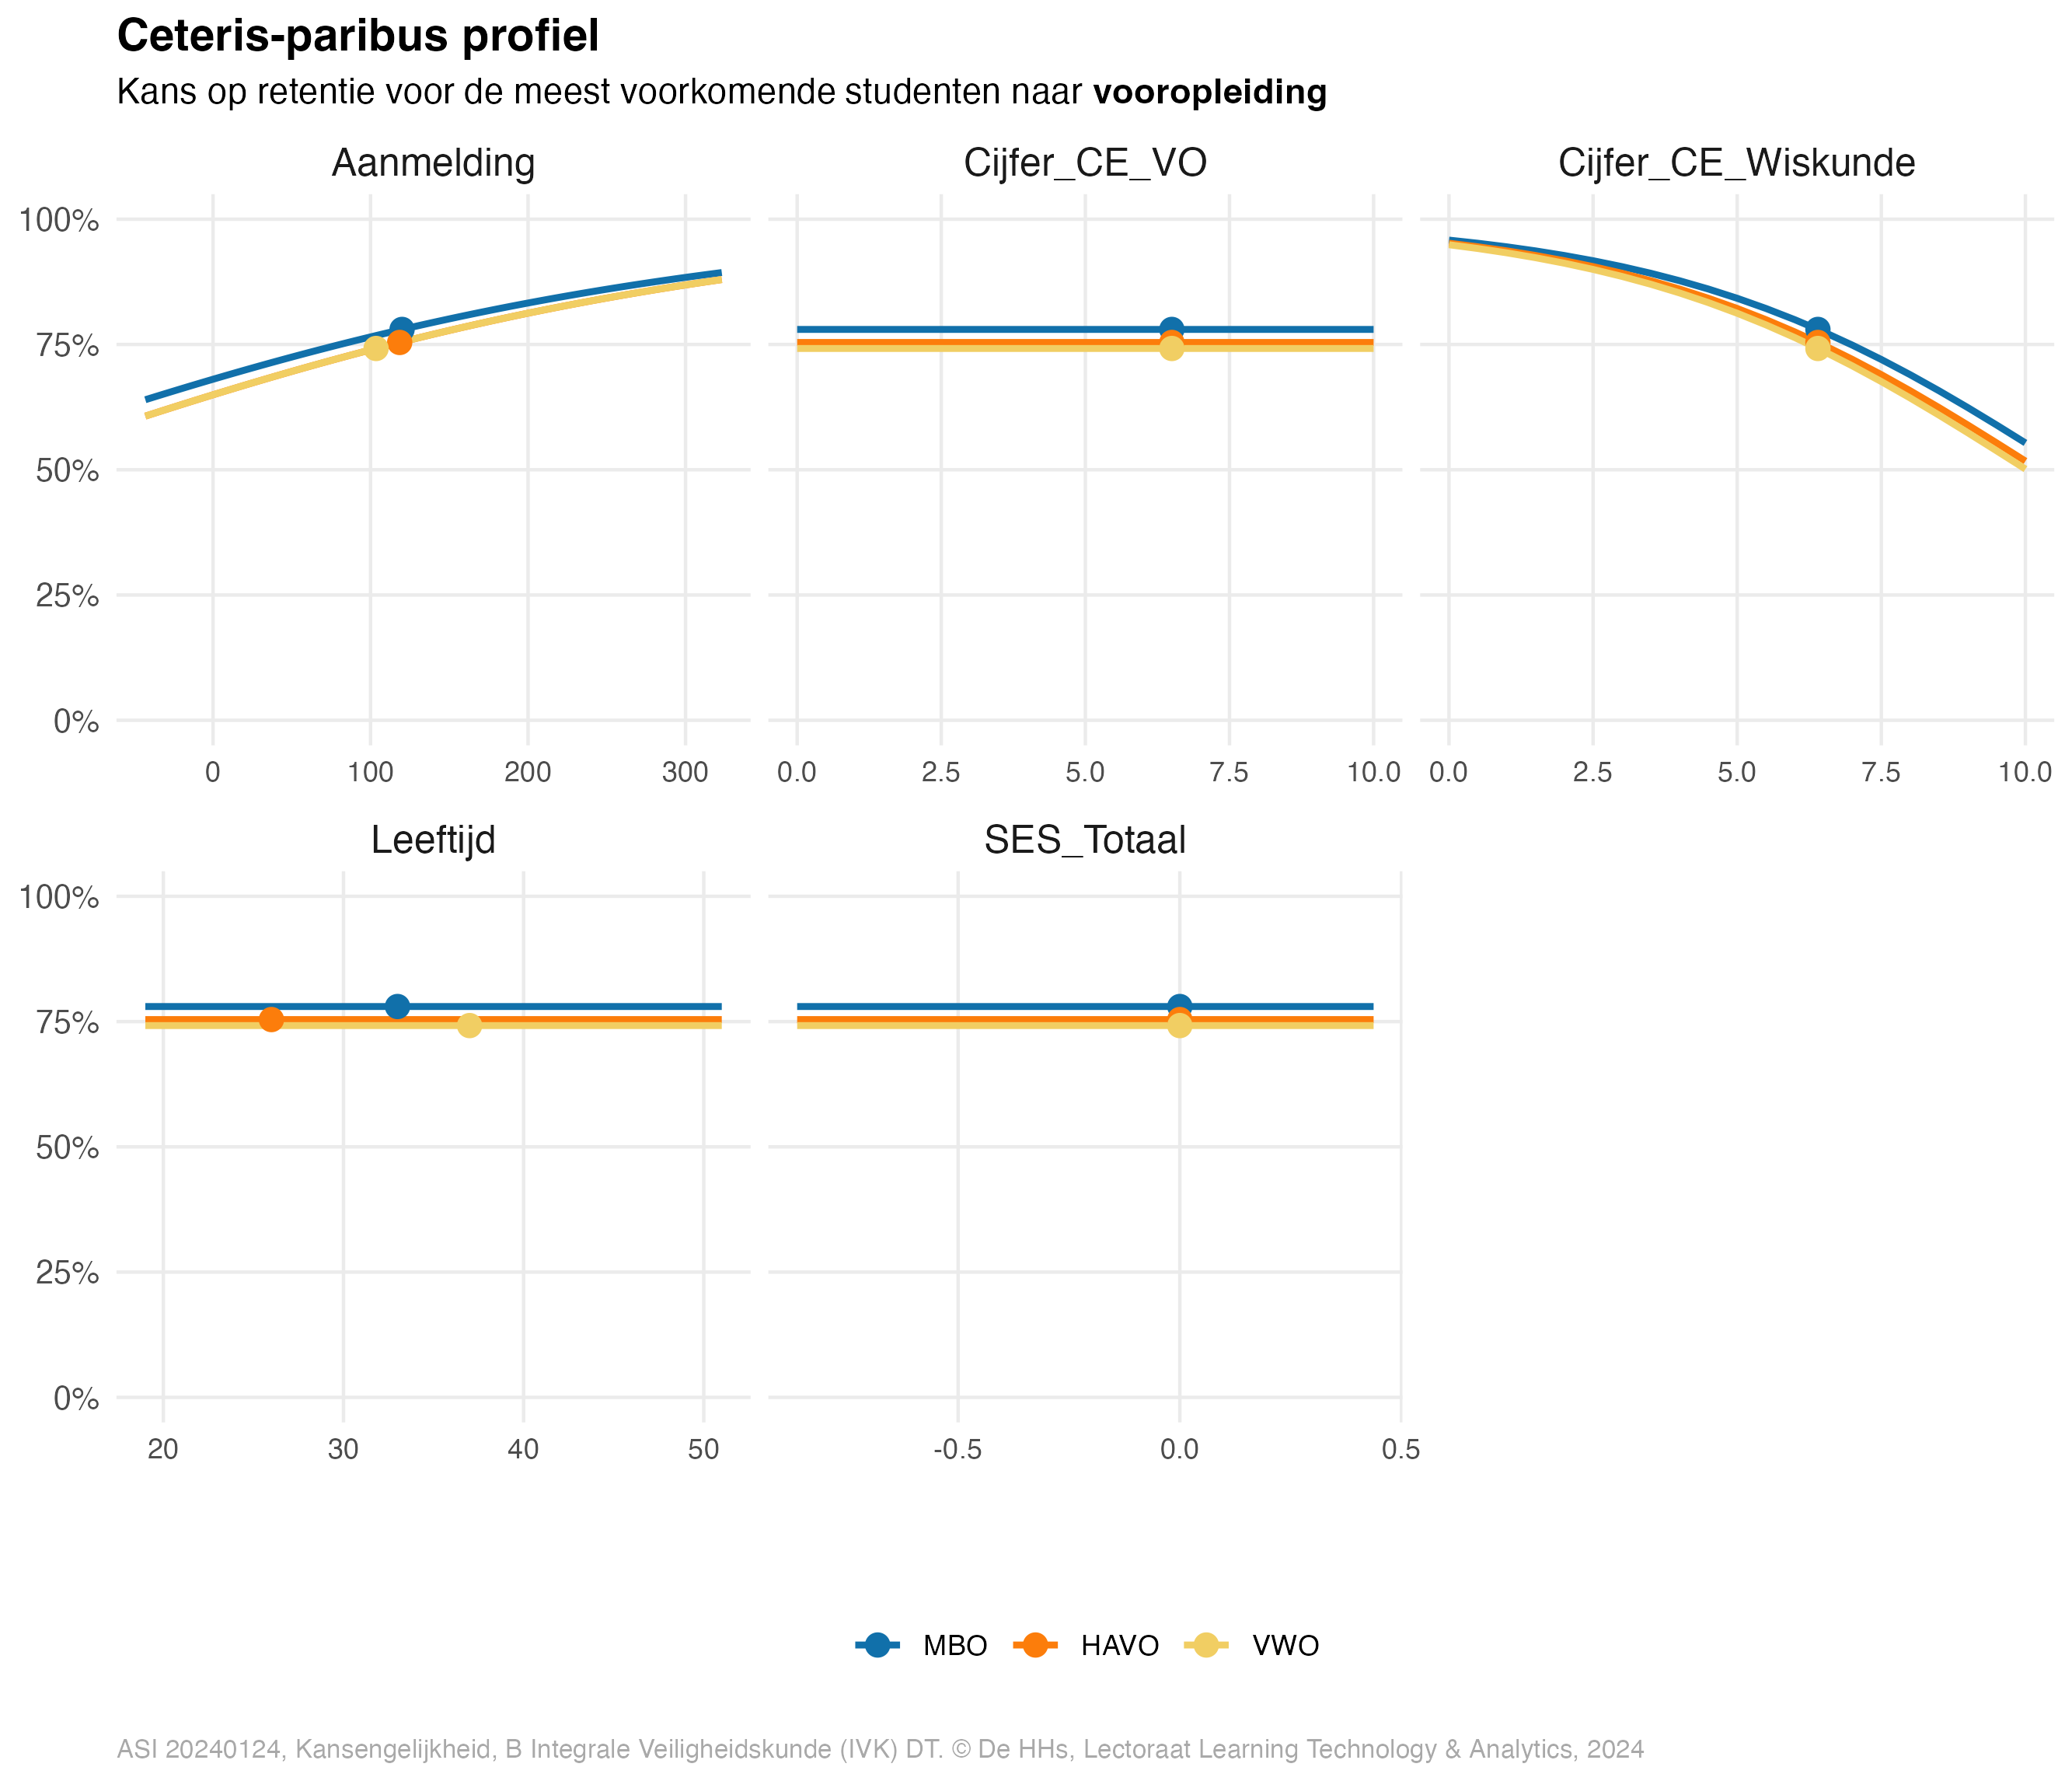 Ceteris-paribus profiel
Kans op retentie voor de meest voorkomende studenten naar vooropleiding
Aanmelding
Cijfer_CE_VO
Cijfer_CE_Wiskunde
100%
75%
50%
25%
0%
0 100 200 300
0.0 2.5 5.0 7.5 10.0
0.0 2.5 5.0 7.5 10.0
Leeftijd
SES_Totaal
100%
75%
50%
25%
0%
20 30 40 50
-0.5 0.0 0.5
MBO HAVO VWO
ASI 20240124, Kansengelijkheid, B Integrale Veiligheidskunde (IVK) DT. © De HHs, Lectoraat Learning Technology & Analytics, 2024